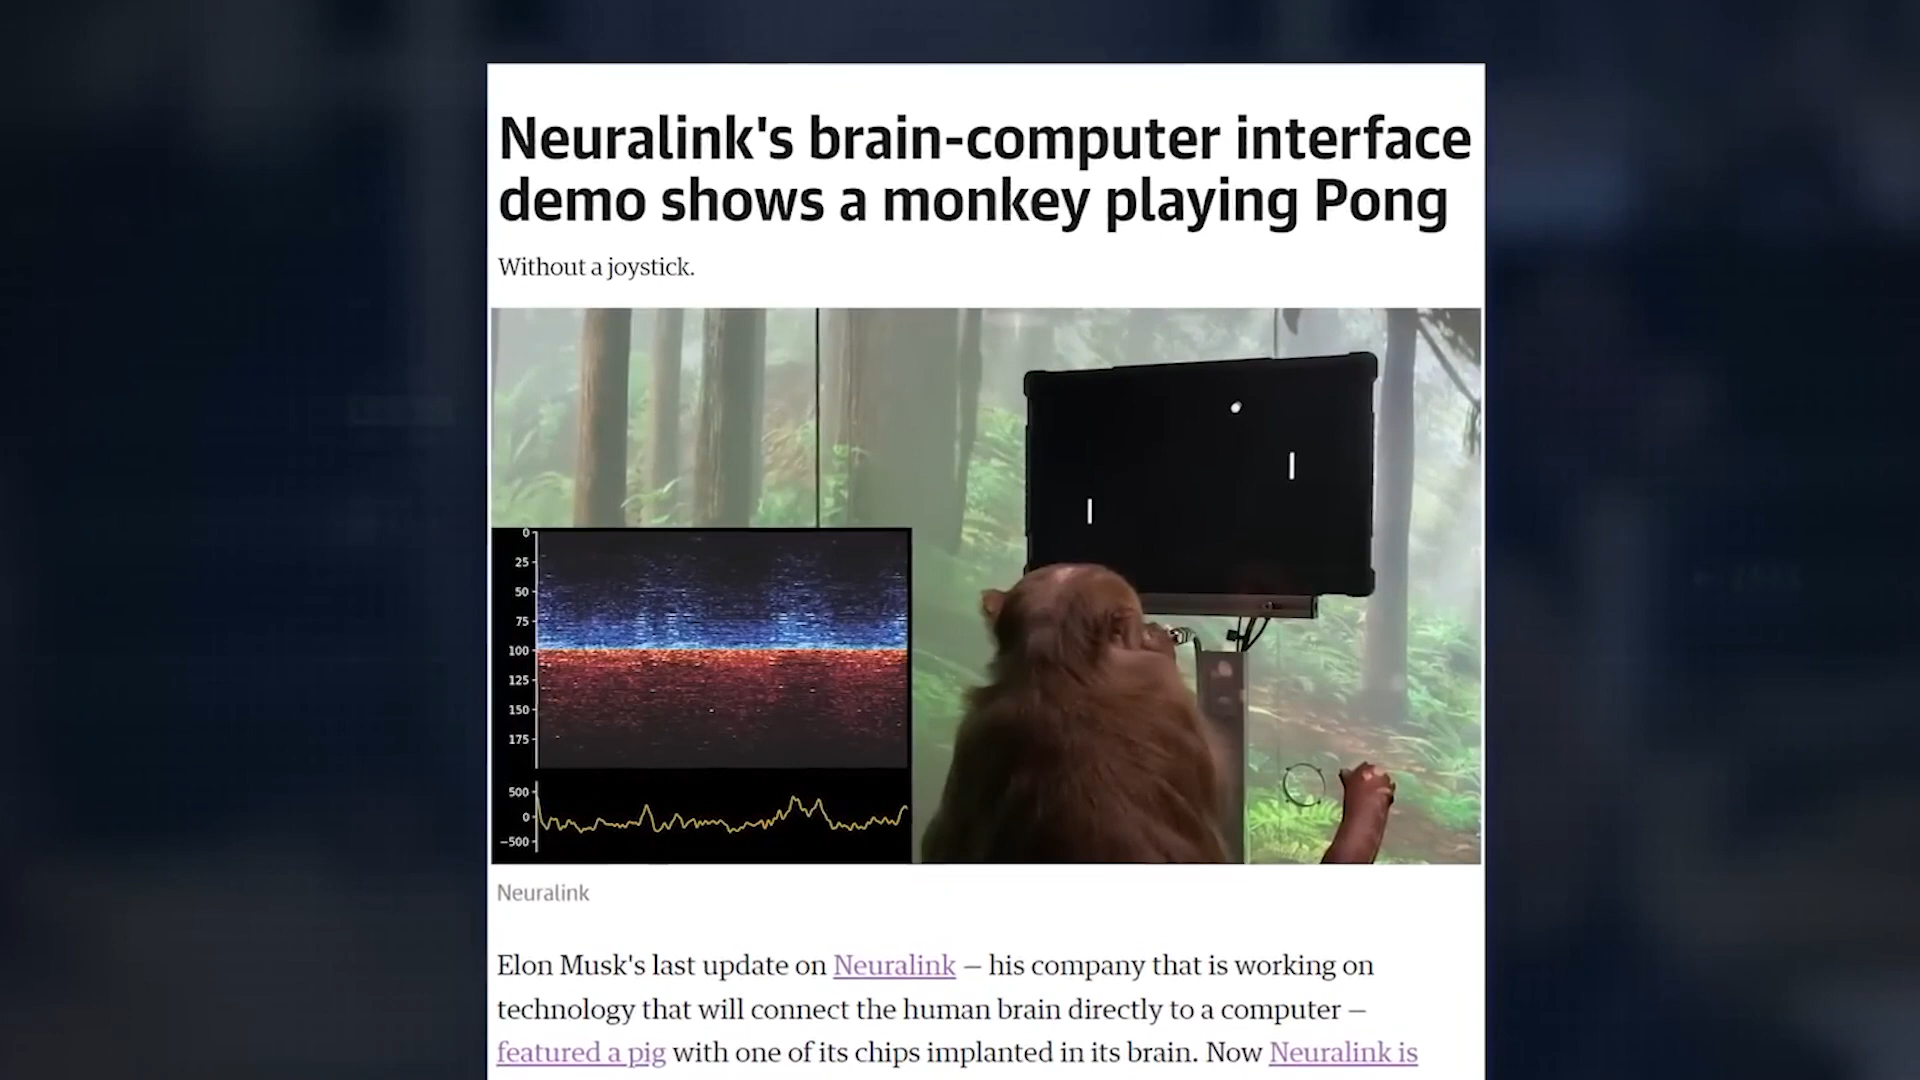 Neuralink's brain-computer interface
demo shows a monkey playing Pong
Without a joystick.
0
25
50
75
100
125
150
175
500
0
−500
Neuralink
Elon Musk's last update on Neuralink — his company that is working on
technology that will connect the human brain directly to a computer —
featured a pig with one of its chips implanted in its brain. Now Neuralink is